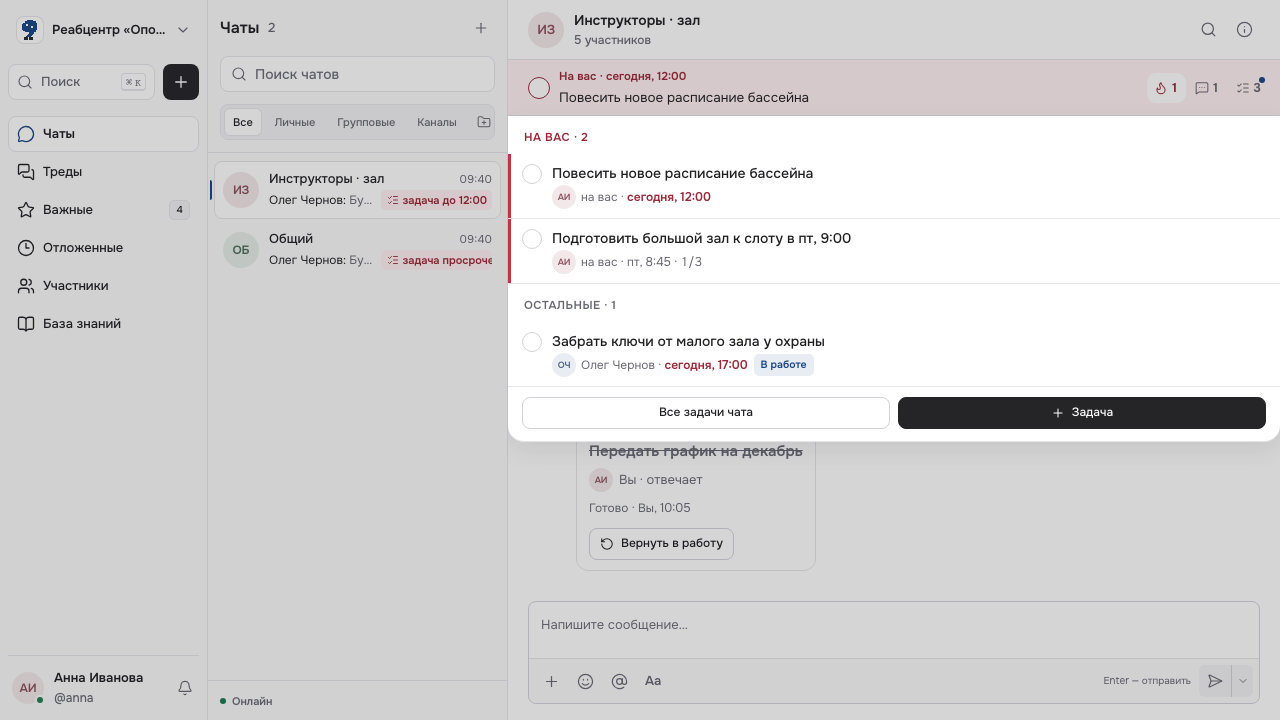 Реабцентр «Опо...
Поиск
⌘ K
Чаты
Треды
Важные
4
Отложенные
Участники
База знаний
АИ
Анна Иванова
@anna
Чаты 2
Поиск чатов
Все
Личные
Групповые
Каналы
ИЗ
Инструкторы · зал
09:40
Олег Чернов: Бу...
задача до 12:00
ОБ
Общий
09:40
Олег Чернов: Бу...
задача просроче
Онлайн
ИЗ
Инструкторы · зал
5 участников
На вас · сегодня, 12:00
Повесить новое расписание бассейна
1
1
3
НА ВАС · 2
Повесить новое расписание бассейна
АИ
на вас · сегодня, 12:00
Подготовить большой зал к слоту в пт, 9:00
АИ
на вас · пт, 8:45 · 1/3
ОСТАЛЬНЫЕ · 1
Забрать ключи от малого зала у охраны
ОЧ
Олег Чернов · сегодня, 17:00
В работе
Все задачи чата
Задача
Передать график на декабрь
АИ
Вы · отвечает
Готово · Вы, 10:05
Вернуть в работу
Напишите сообщение...
Aa
Enter — отправить